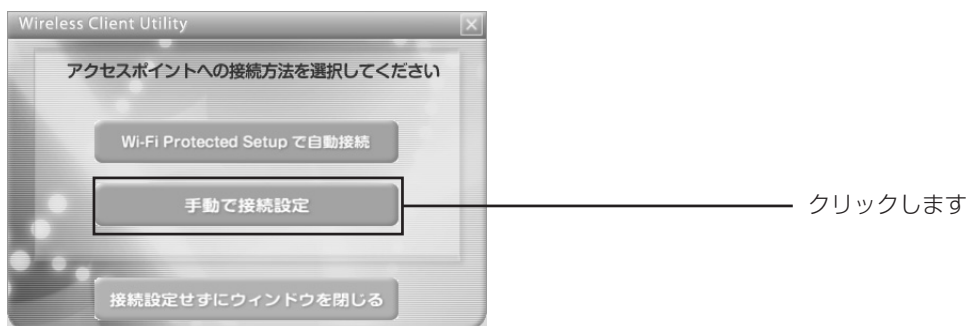 Wireless Client Utility
アクセスポイントへの接続方法を選択してください
Wi-Fi Protected Setup で自動接続
手動で接続設定
クリックします
接続設定せずにウィンドウを閉じる